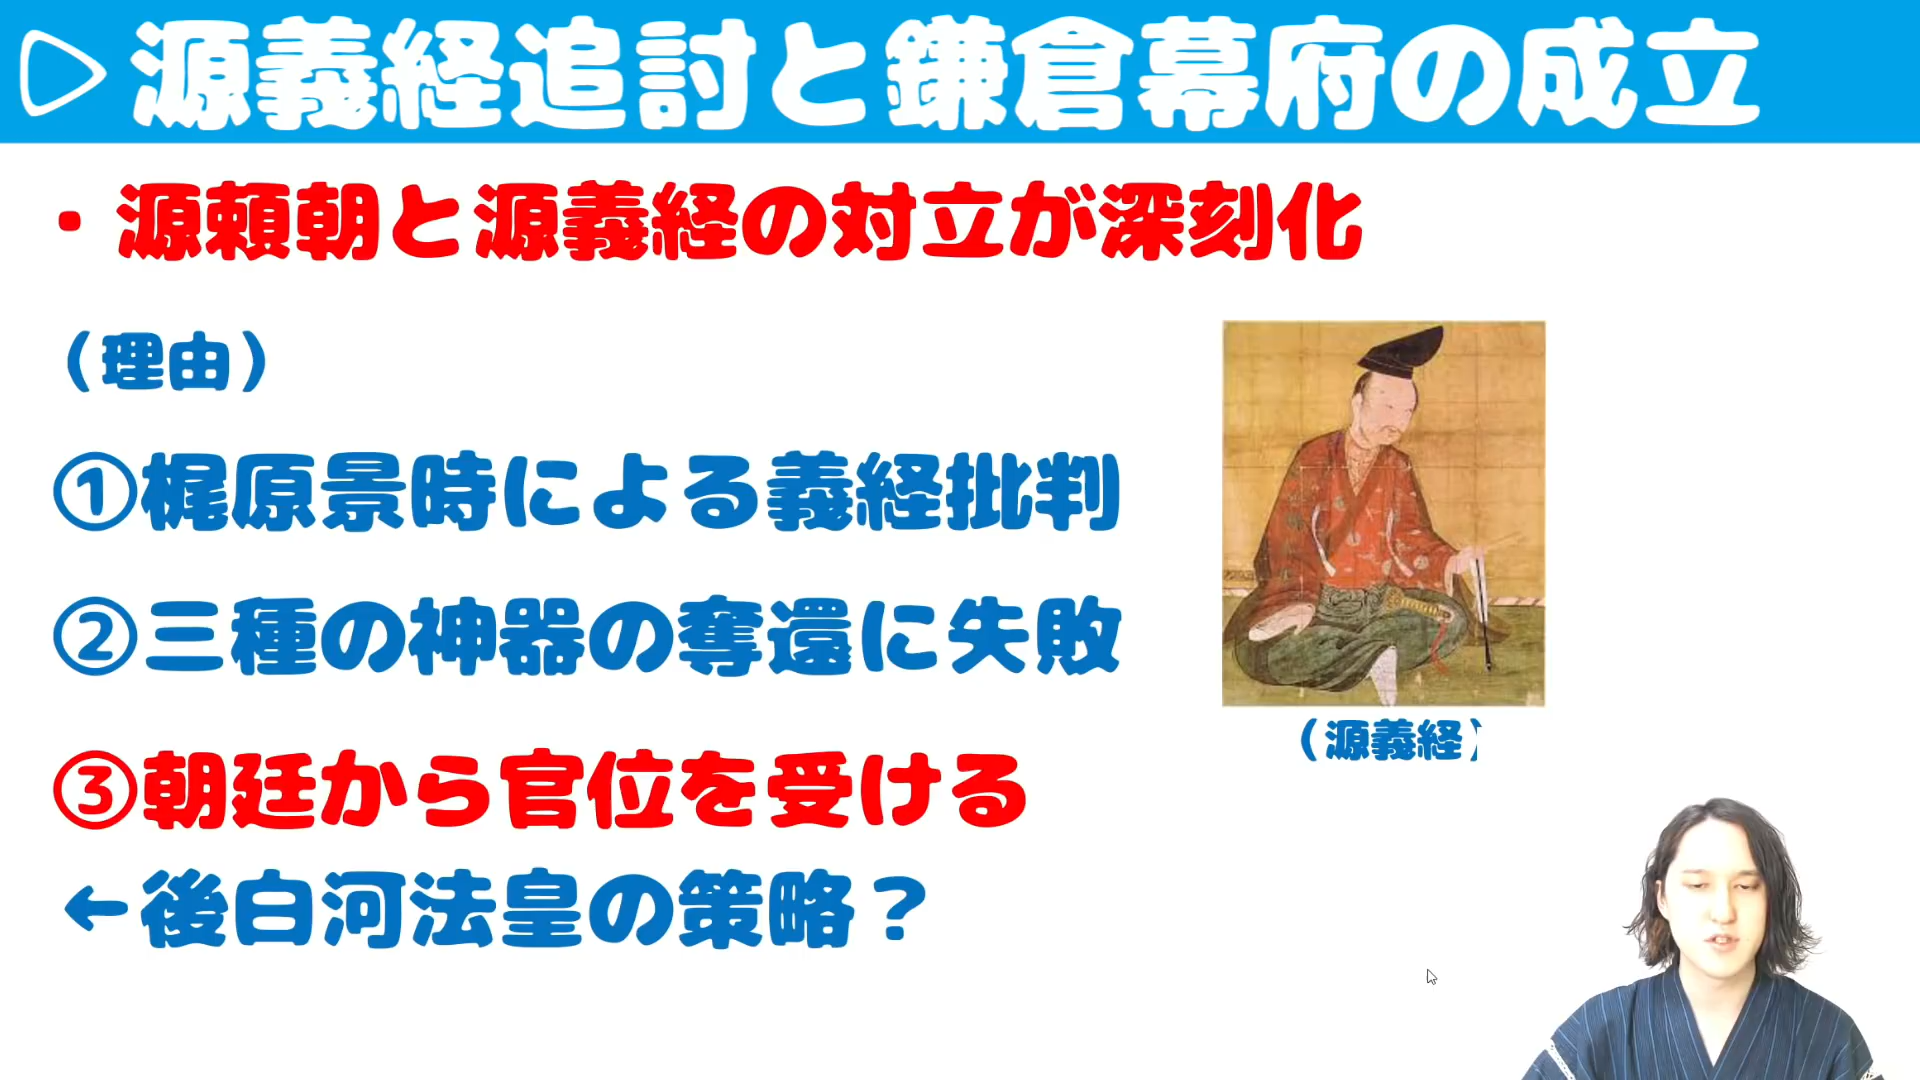 源義経追討と鎌倉幕府の成立
・源頼朝と源義経の対立が深刻化
（理由）
①梶原景時による義経批判
②三種の神器の奪還に失敗
③朝廷から官位を受ける
←後白河法皇の策略？
（源義経）